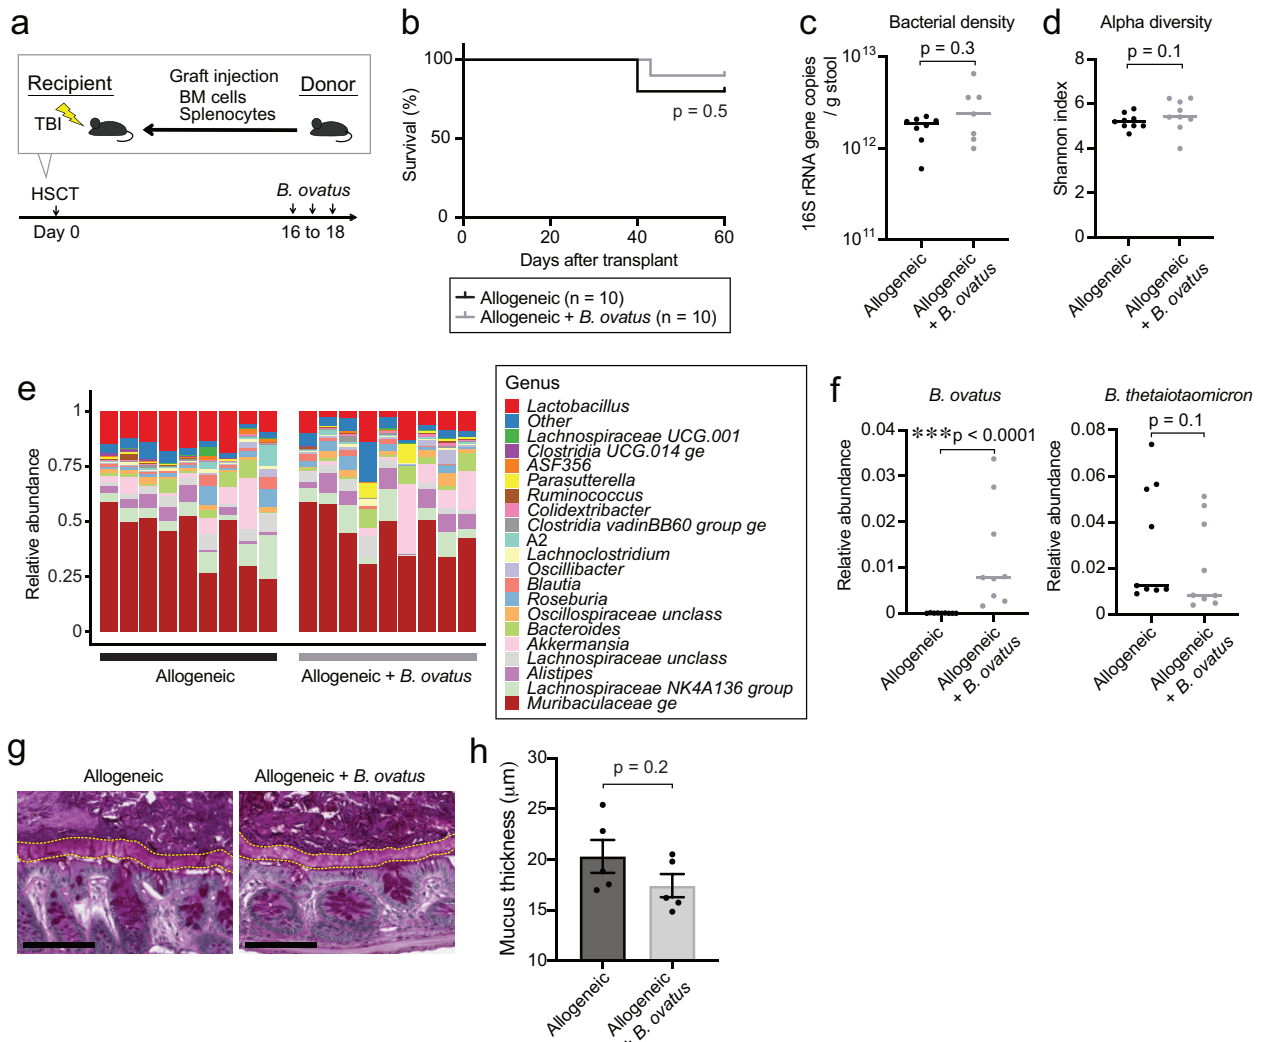 a
Recipient
Graft injection
BM cells
Splenocytes
Donor
TBI
HSCT
B. ovatus
Day 0
16 to 18
b
Survival (%)
100
50
0
p = 0.5
0
20
40
60
Days after transplant
Allogeneic (n = 10)
Allogeneic + B. ovatus (n = 10)
c
Bacterial density
p = 0.3
16S rRNA gene copies
/ g stool
10^13
10^12
10^11
Allogeneic
Allogeneic
+ B. ovatus
d
Alpha diversity
p = 0.1
Shannon index
8
6
4
2
0
Allogeneic
Allogeneic
+ B. ovatus
e
Relative abundance
1
0.75
0.5
0.25
0
Allogeneic
Allogeneic + B. ovatus
Genus
Lactobacillus
Other
Lachnospiraceae UCG.001
Clostridia UCG.014 ge
ASF356
Parasutterella
Ruminococcus
Colidextribacter
Clostridia vadinBB60 group ge
A2
Lachnoclostridium
Oscillibacter
Blautia
Roseburia
Oscillospiraceae unclass
Bacteroides
Akkermansia
Lachnospiraceae unclass
Alistipes
Lachnospiraceae NK4A136 group
Muribaculaceae ge
f
B. ovatus
***p < 0.0001
Relative abundance
0.04
0.03
0.02
0.01
0
Allogeneic
Allogeneic
+ B. ovatus
B. thetaiotaomicron
p = 0.1
Relative abundance
0.08
0.06
0.04
0.02
0
Allogeneic
Allogeneic
+ B. ovatus
g
Allogeneic
Allogeneic + B. ovatus
h
Mucus thickness (μm)
30
25
20
15
10
p = 0.2
Allogeneic
Allogeneic
+ B. ovatus